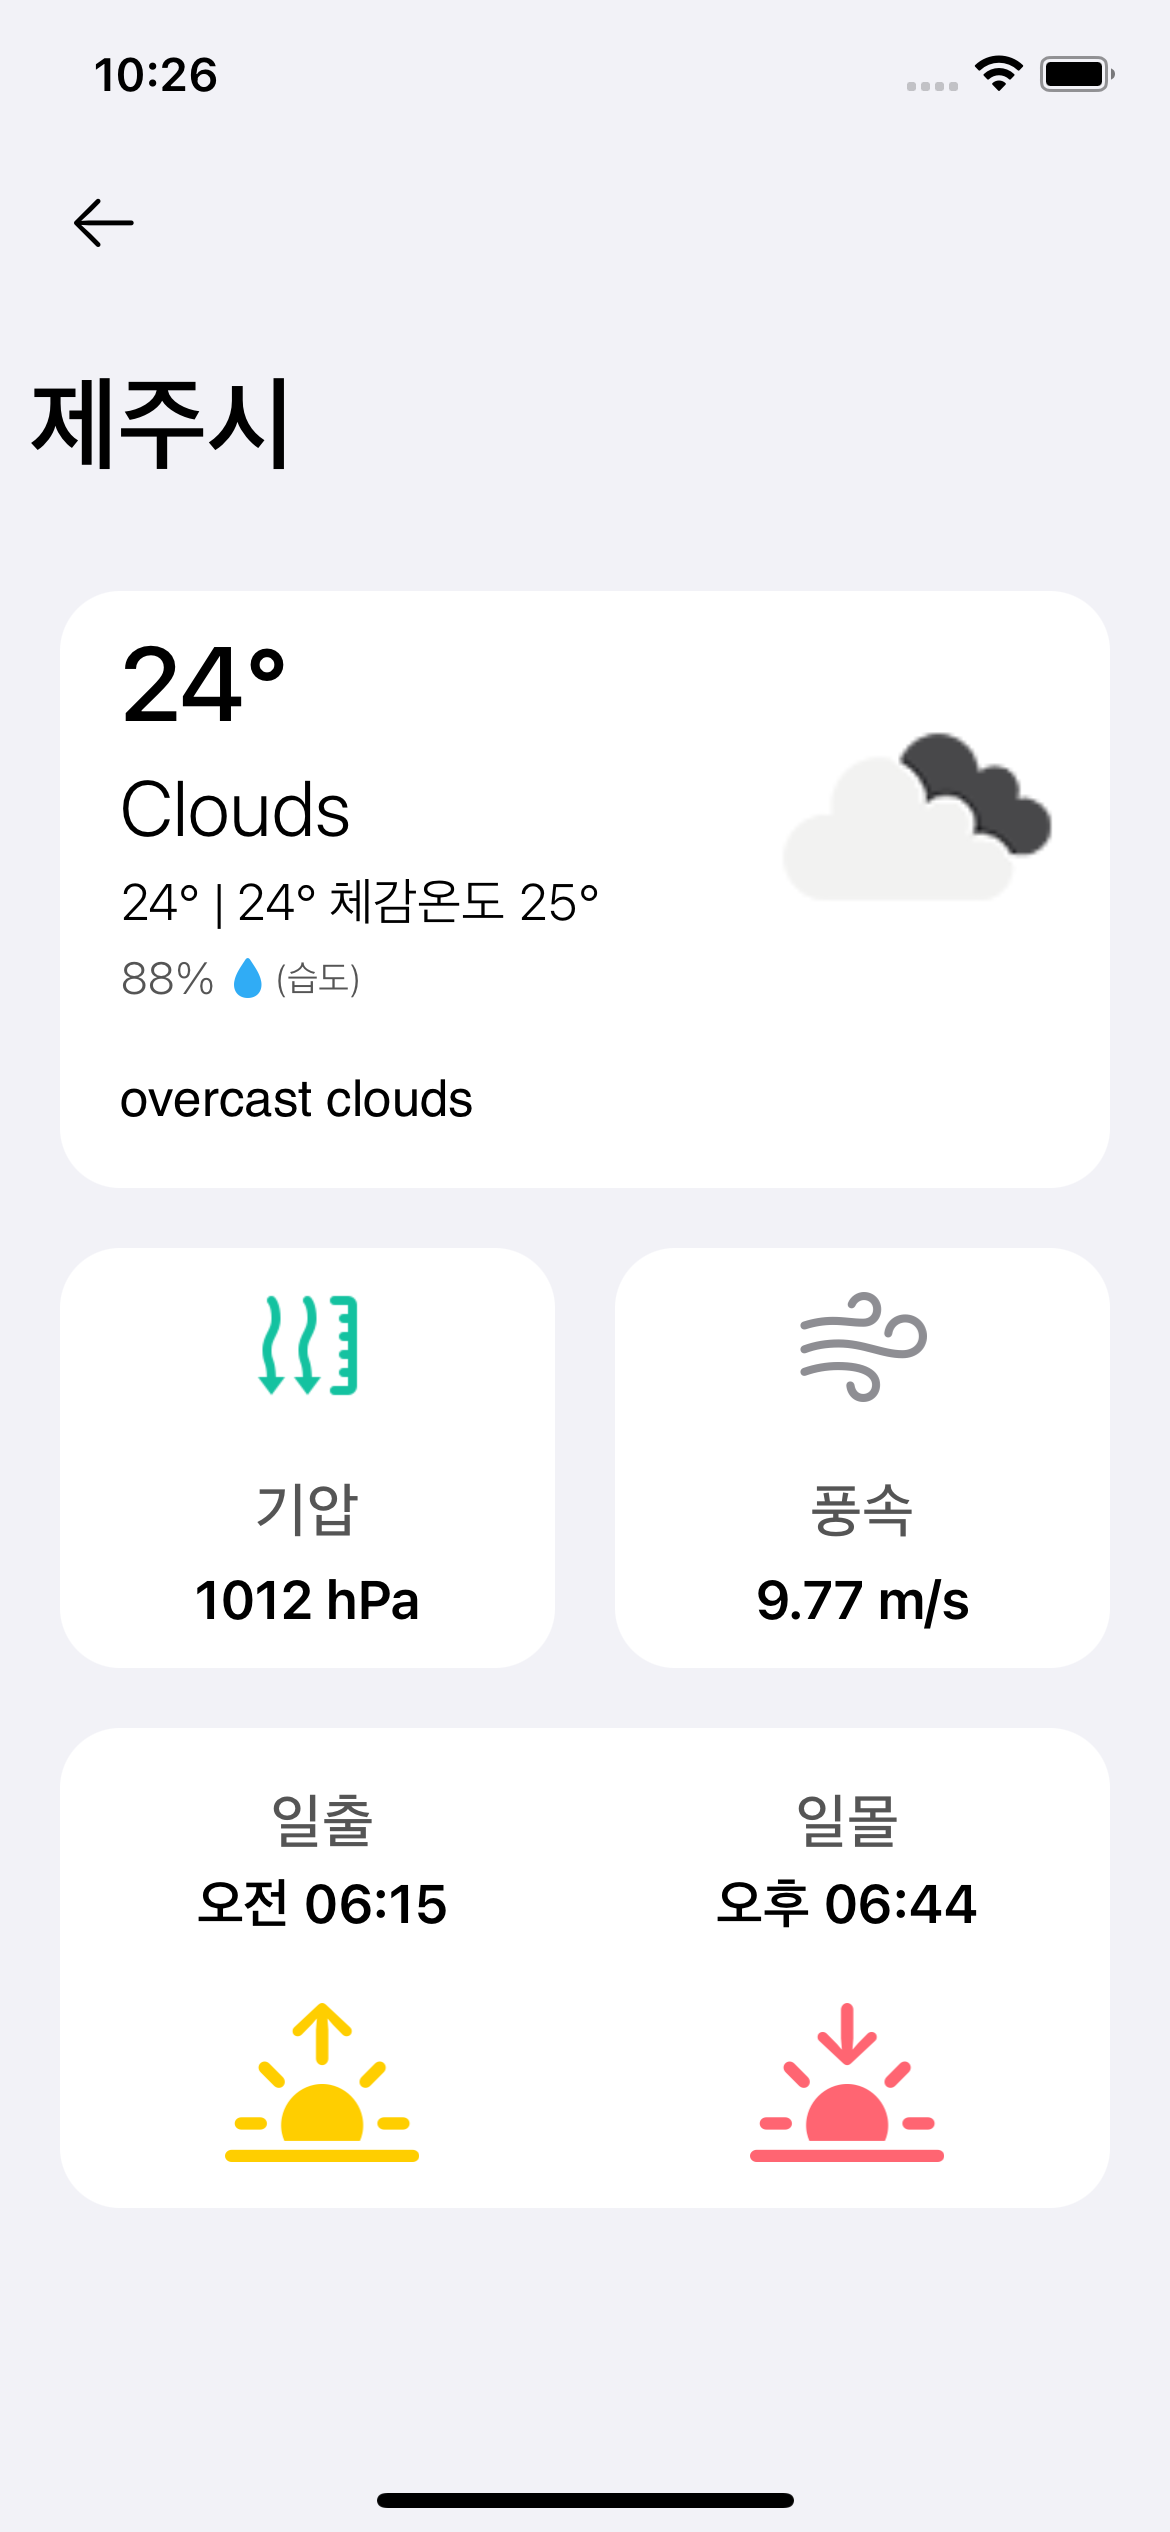 10:26
제주시
24°
Clouds
24° | 24° 체감온도 25°
88% (습도)
overcast clouds
기압
1012 hPa
풍속
9.77 m/s
일출
오전 06:15
일몰
오후 06:44